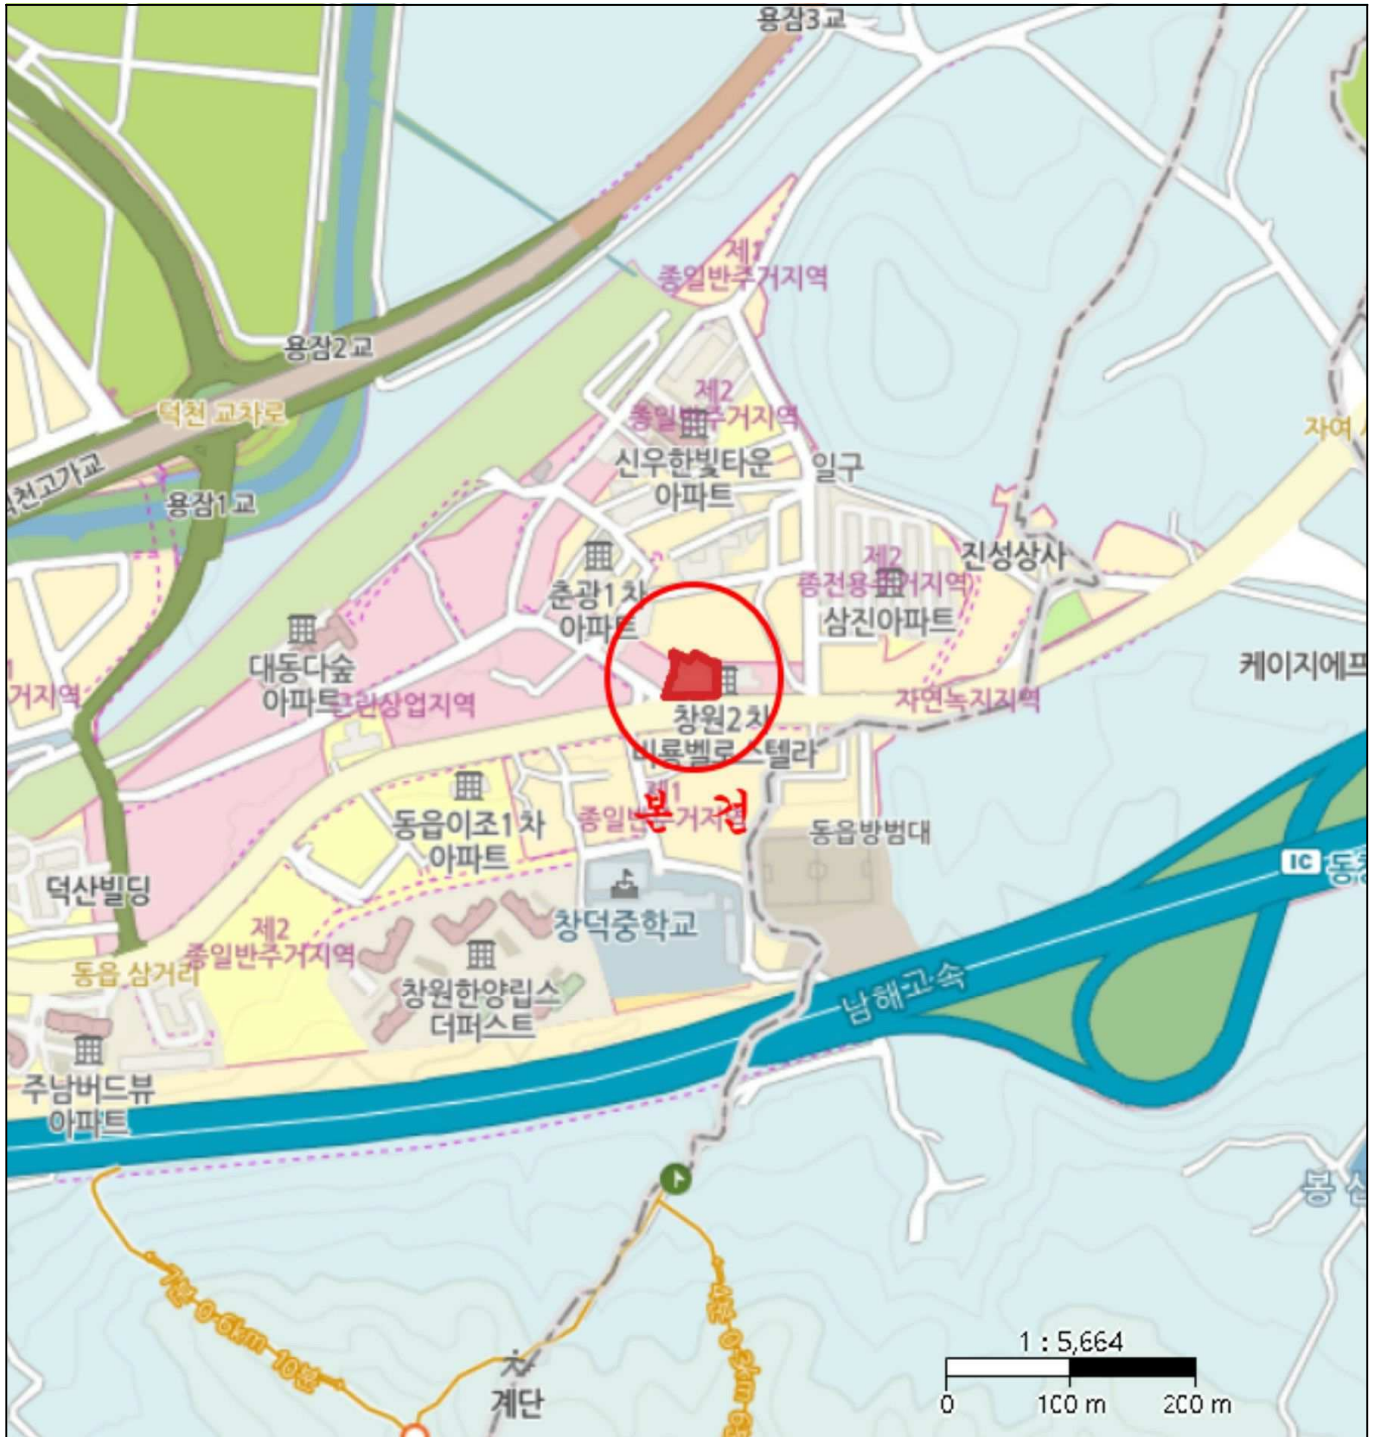 용잠3교
제1
종일반주거지역
용잠2교
덕천 교차로
제2
종일반주거지역
신우한빛타운
아파트
일구
자여
덕천고가교
용잠1교
춘광1차
아파트
제2
종전용주거지역
삼진아파트
진성상사
대동다숲
아파트
근린상업지역
거지역
자연녹지지역
케이지에프
창원2차
비룡벨로스텔라
본 건
제1
종일반주거지역
동읍이조1차
아파트
동읍방범대
IC
덕산빌딩
창덕중학교
제2
종일반주거지역
동읍 삼거리
창원한양립스
더퍼스트
남해고속
주남버드뷰
아파트
봉
7분 0.6km 10분
계단
1 : 5,664
0 100 m 200 m